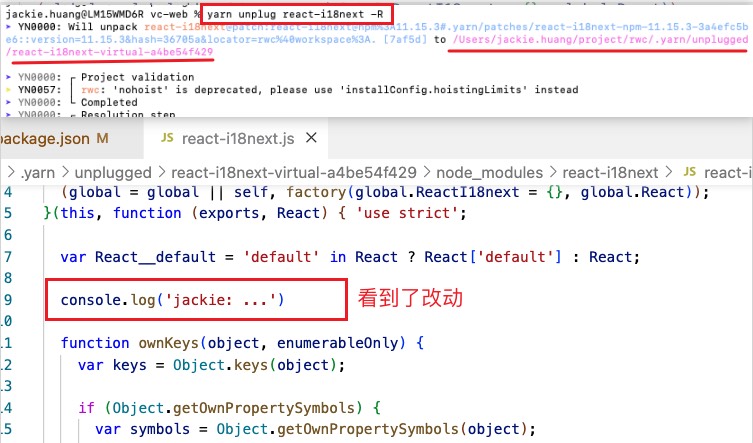 jackie.huang@LM15WMD6R vc-web % yarn unplug react-i18next -R
➤ YN0000: Will unpack react-i18next@patch:react-i18next@npm%3A11.15.3#.yarn/patches/react-i18next-npm-11.15.3-3a4efc5b
e6::version=11.15.3&hash=36705a&locator=rwc%40workspace%3A. [7af5d] to /Users/jackie.huang/project/rwc/.yarn/unplugged
/react-i18next-virtual-a4be54f429
➤ YN0000: ┌ Project validation
➤ YN0057: │ rwc: 'nohoist' is deprecated, please use 'installConfig.hoistingLimits' instead
➤ YN0000: └ Completed
➤ YN0000: ┌ Resolution step
package.json M JS react-i18next.js ×
.yarn > unplugged > react-i18next-virtual-a4be54f429 > node_modules > react-i18next > JS react-i
4 (global = global || self, factory(global.ReactI18next = {}, global.React));
5 }(this, function (exports, React) { 'use strict';
6
7 var React__default = 'default' in React ? React['default'] : React;
8
9 console.log('jackie: ...') 看到了改动
0
11 function ownKeys(object, enumerableOnly) {
12 var keys = Object.keys(object);
13
14 if (Object.getOwnPropertySymbols) {
15 var symbols = Object.getOwnPropertySymbols(object);